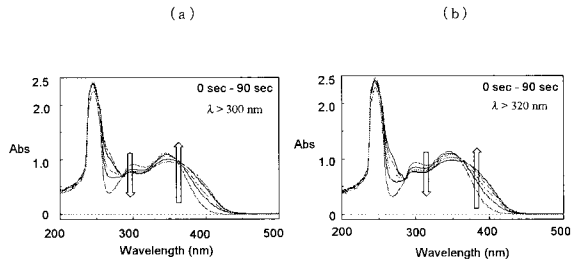 (a)
(b)
0 sec - 90 sec
λ > 300 nm
2.5
2.0
Abs
1.0
0
200 300 400 500
Wavelength (nm)
0 sec - 90 sec
λ > 320 nm
2.5
2.0
Abs
1.0
0
200 300 400 500
Wavelength (nm)